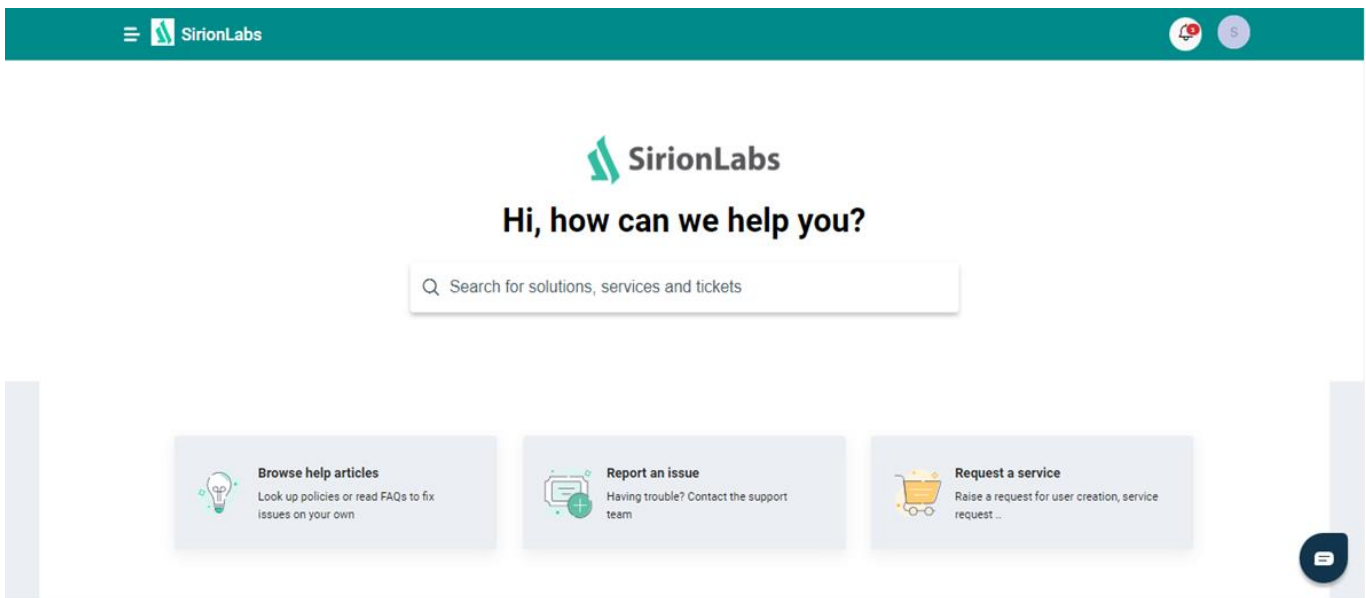 SirionLabs
3
S
SirionLabs
Hi, how can we help you?
Search for solutions, services and tickets
Browse help articles
Look up policies or read FAQs to fix
issues on your own
Report an issue
Having trouble? Contact the support
team
Request a service
Raise a request for user creation, service
request ..